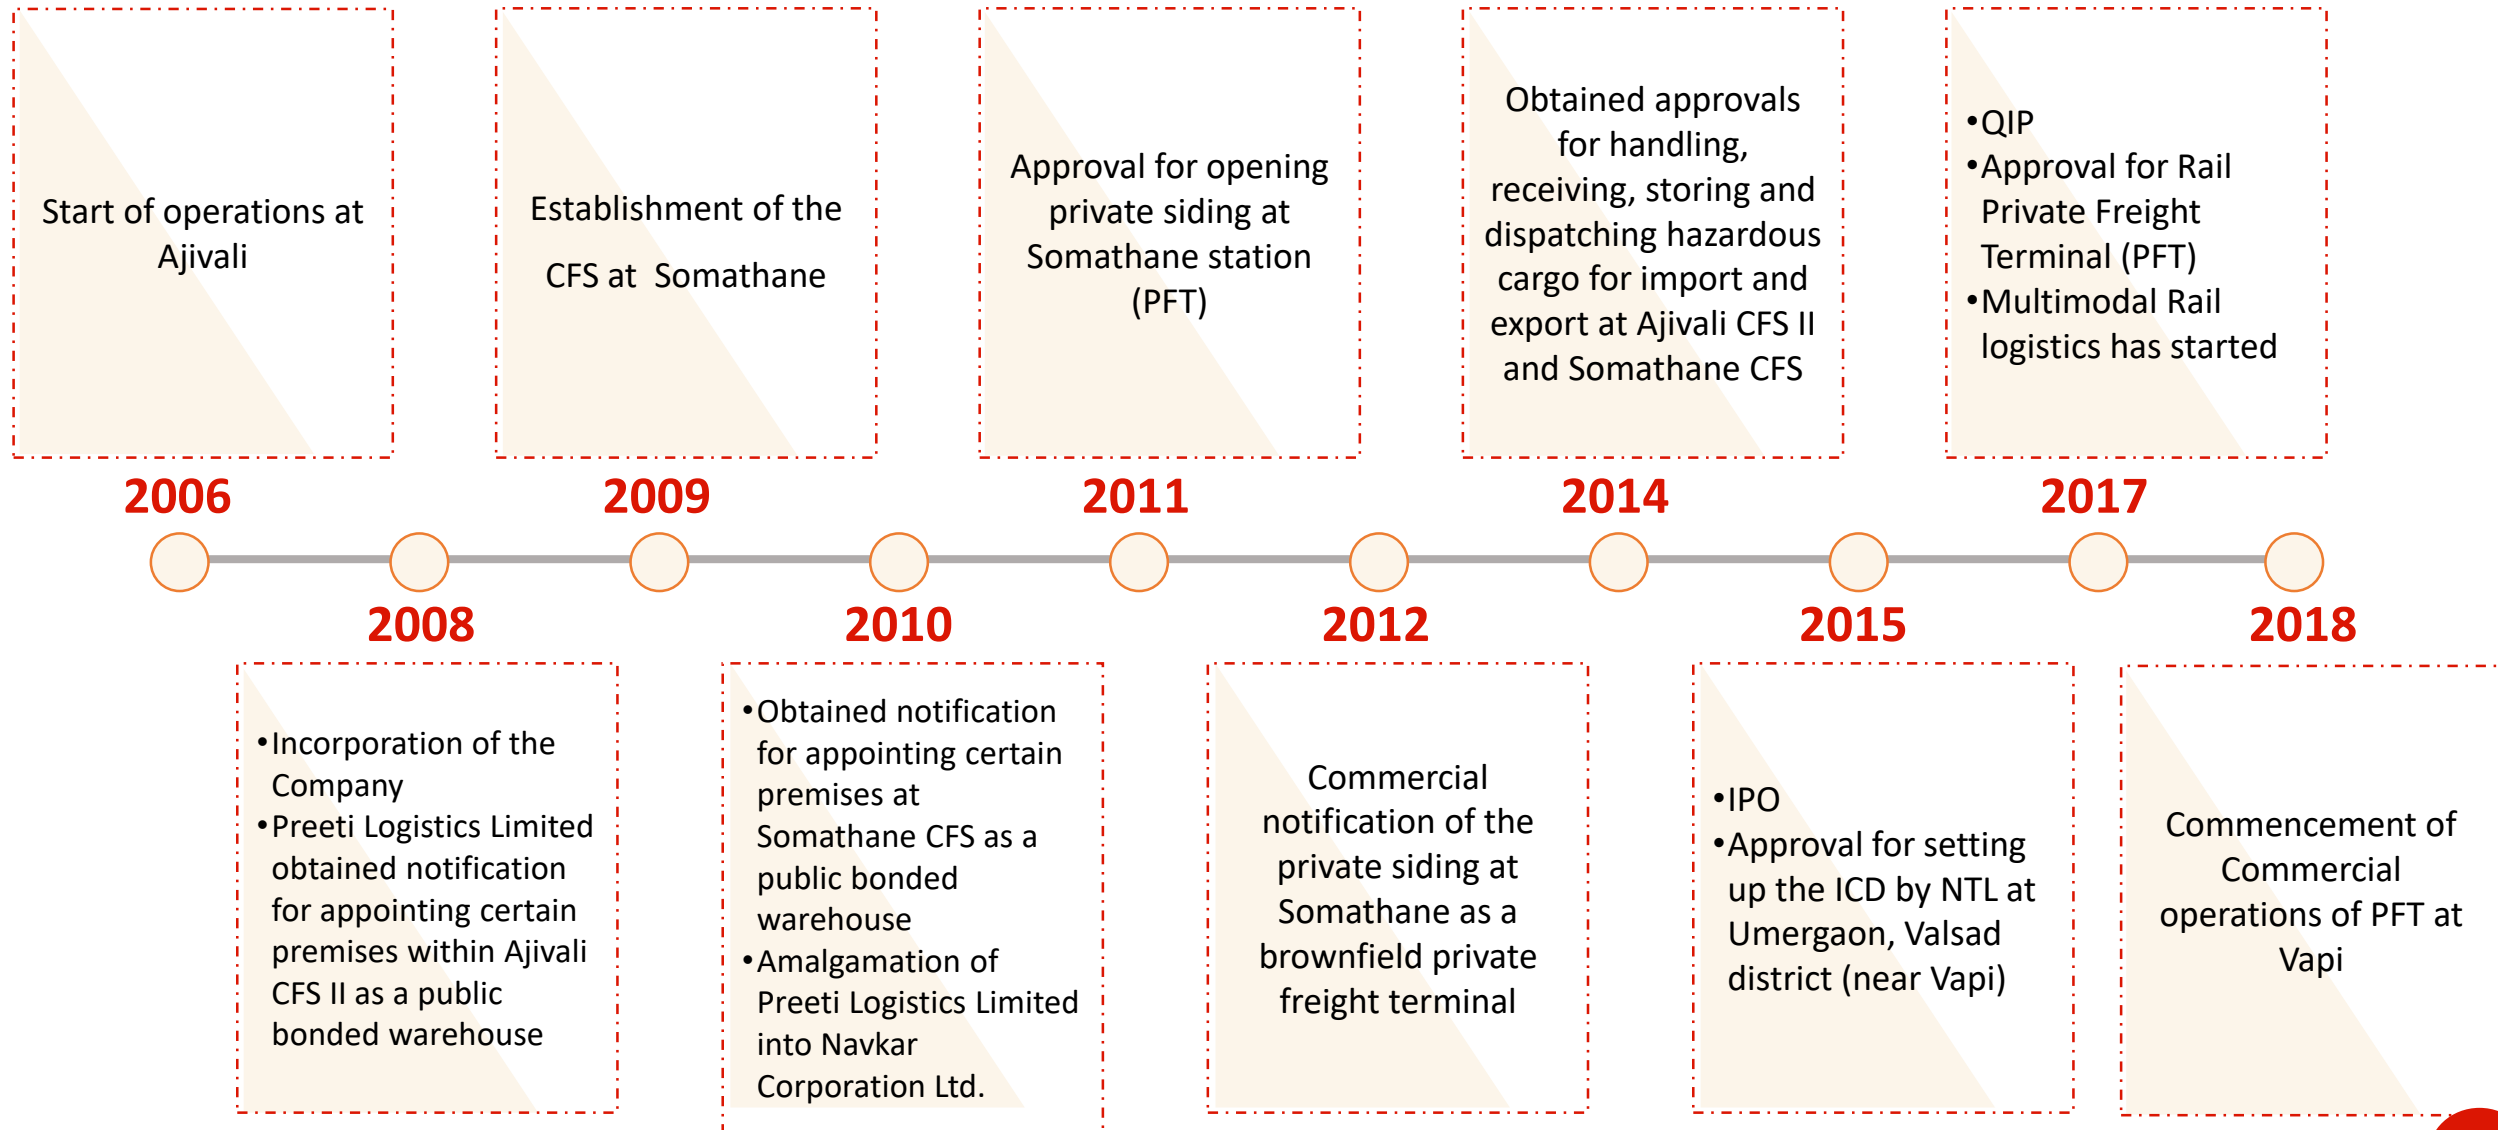 Start of operations at
Ajivali
Establishment of the
CFS at  Somathane
Approval for opening
private siding at
Somathane station
(PFT)
Obtained approvals
for handling,
receiving, storing and
dispatching hazardous
cargo for import and
export at Ajivali CFS II
and Somathane CFS
•QIP
•Approval for Rail
Private Freight
Terminal (PFT)
•Multimodal Rail
logistics has started
2006
2009
2011
2014
2017
2008
2010
2012
2015
2018
•Incorporation of the
Company
•Preeti Logistics Limited
obtained notification
for appointing certain
premises within Ajivali
CFS II as a public
bonded warehouse
•Obtained notification
for appointing certain
premises at
Somathane CFS as a
public bonded
warehouse
•Amalgamation of
Preeti Logistics Limited
into Navkar
Corporation Ltd.
Commercial
notification of the
private siding at
Somathane as a
brownfield private
freight terminal
•IPO
•Approval for setting
up the ICD by NTL at
Umergaon, Valsad
district (near Vapi)
Commencement of
Commercial
operations of PFT at
Vapi